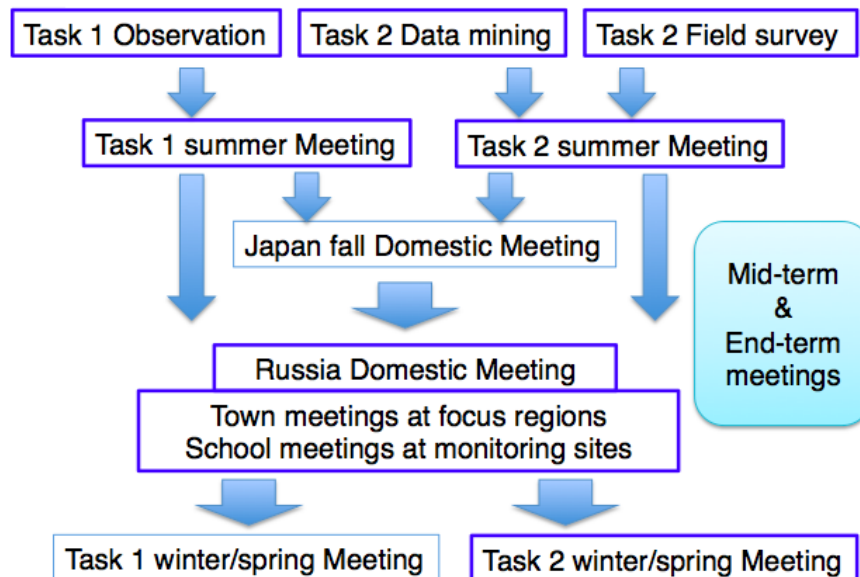 Task 1 Observation
Task 2 Data mining
Task 2 Field survey
Task 1 summer Meeting
Task 2 summer Meeting
Japan fall Domestic Meeting
Mid-term
&
End-term
meetings
Russia Domestic Meeting
Town meetings at focus regions
School meetings at monitoring sites
Task 1 winter/spring Meeting
Task 2 winter/spring Meeting